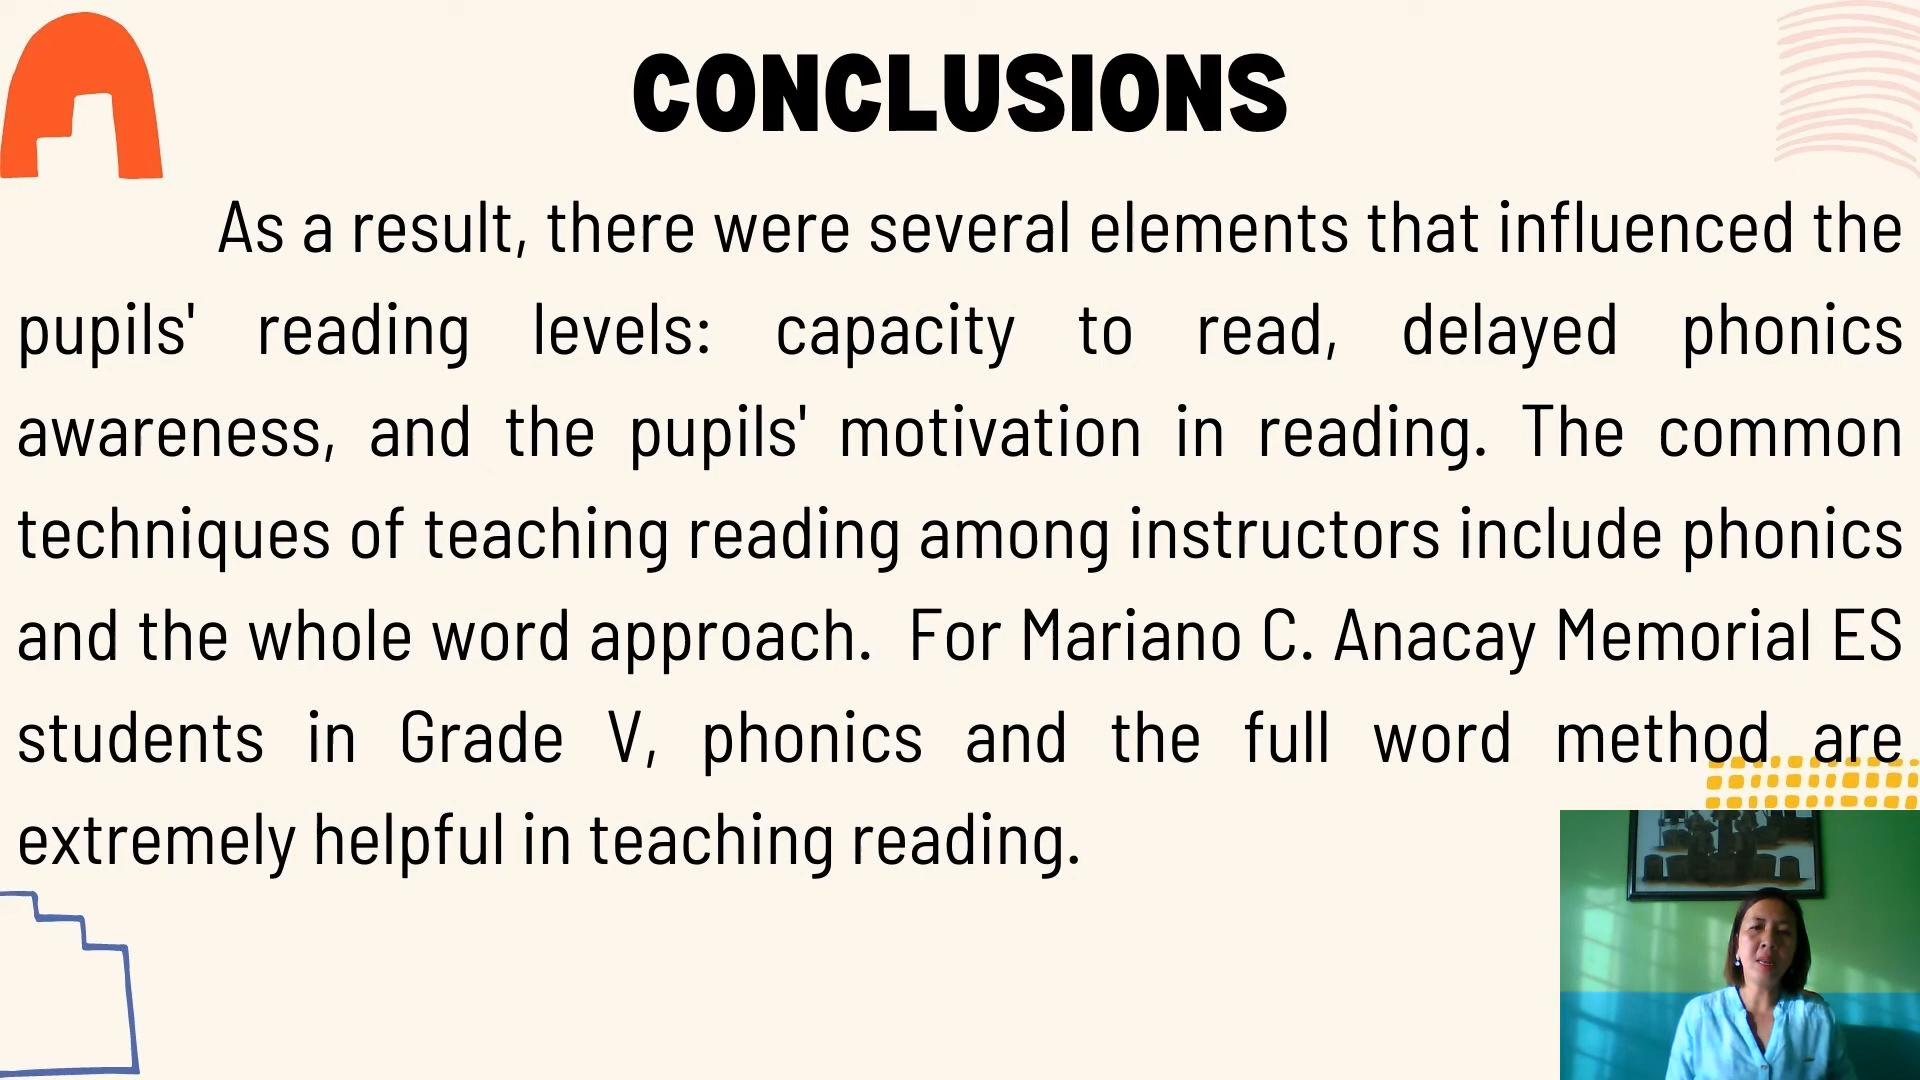 CONCLUSIONS
As a result, there were several elements that influenced the
pupils' reading levels: capacity to read, delayed phonics
awareness, and the pupils' motivation in reading. The common
techniques of teaching reading among instructors include phonics
and the whole word approach.  For Mariano C. Anacay Memorial ES
students in Grade V, phonics and the full word method are
extremely helpful in teaching reading.